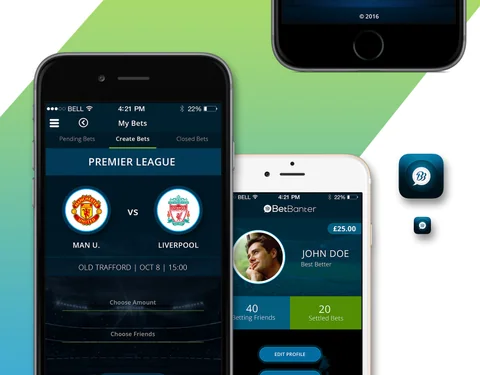 © 2016
BELL 4:21 PM 22%
My Bets
Pending Bets Create Bets Closed Bets
PREMIER LEAGUE
VS
MAN U. LIVERPOOL
OLD TRAFFORD | OCT 8 | 15:00
Choose Amount
Choose Friends
BELL 4:21 PM 22%
BetBanter
£25.00
JOHN DOE
Best Better
40 20
Betting Friends Settled Bets
EDIT PROFILE